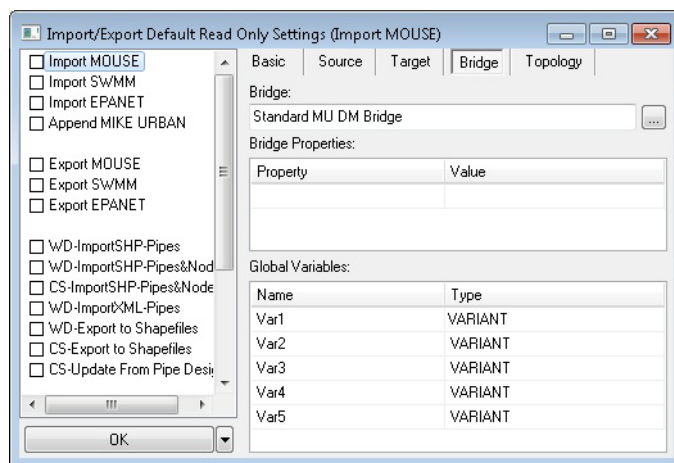 Import/Export Default Read Only Settings (Import MOUSE)
Import MOUSE
Import SWMM
Import EPANET
Append MIKE URBAN
Export MOUSE
Export SWMM
Export EPANET
WD-ImportSHP-Pipes
WD-ImportSHP-Pipes&Nod
CS-ImportSHP-Pipes&Node
WD-ImportXML-Pipes
WD-Export to Shapefiles
CS-Export to Shapefiles
CS-Update From Pipe Desi
OK
Basic Source Target Bridge Topology
Bridge:
Standard MU DM Bridge ...
Bridge Properties:
Property Value
Global Variables:
Name Type
Var1 VARIANT
Var2 VARIANT
Var3 VARIANT
Var4 VARIANT
Var5 VARIANT